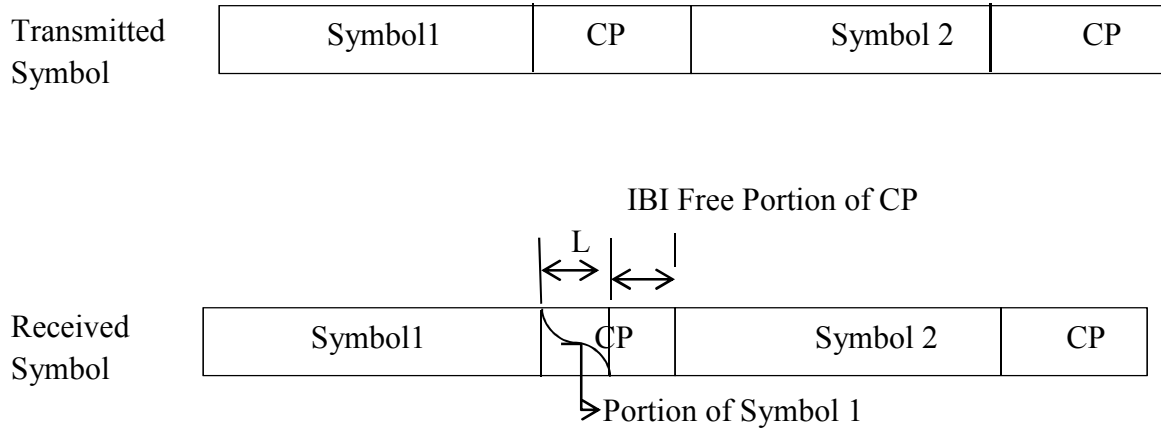 Transmitted
Symbol
Symbol1 CP Symbol 2 CP
IBI Free Portion of CP
L
Received
Symbol
Symbol1 CP Symbol 2 CP
Portion of Symbol 1